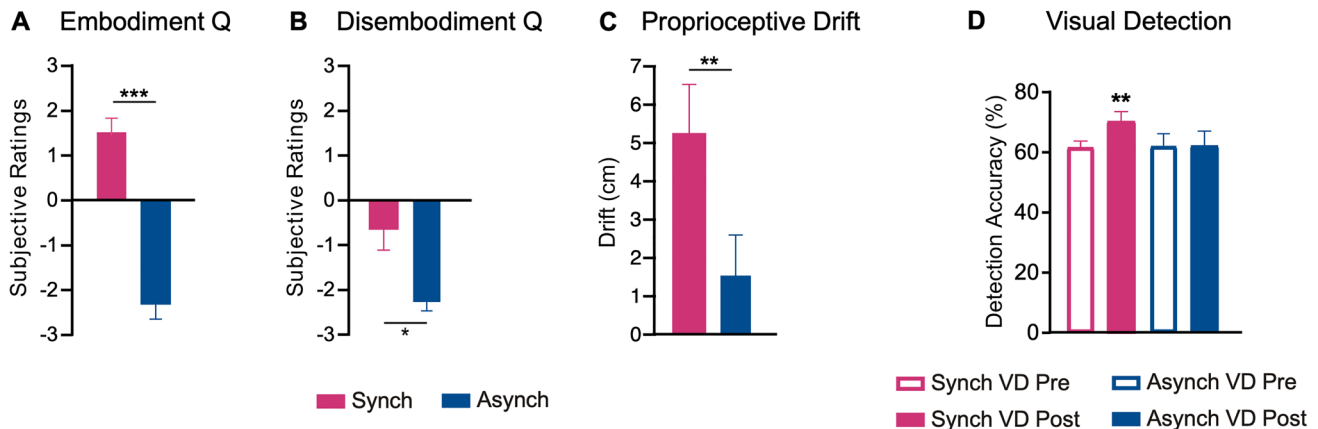 A Embodiment Q
B Disembodiment Q
C Proprioceptive Drift
D Visual Detection
Subjective Ratings
3
2
1
0
-1
-2
-3
***
Subjective Ratings
3
2
1
0
-1
-2
-3
*
Drift (cm)
7
6
5
4
3
2
1
0
**
Detection Accuracy (%)
80
60
40
20
0
**
Synch Asynch
Synch VD Pre Asynch VD Pre
Synch VD Post Asynch VD Post